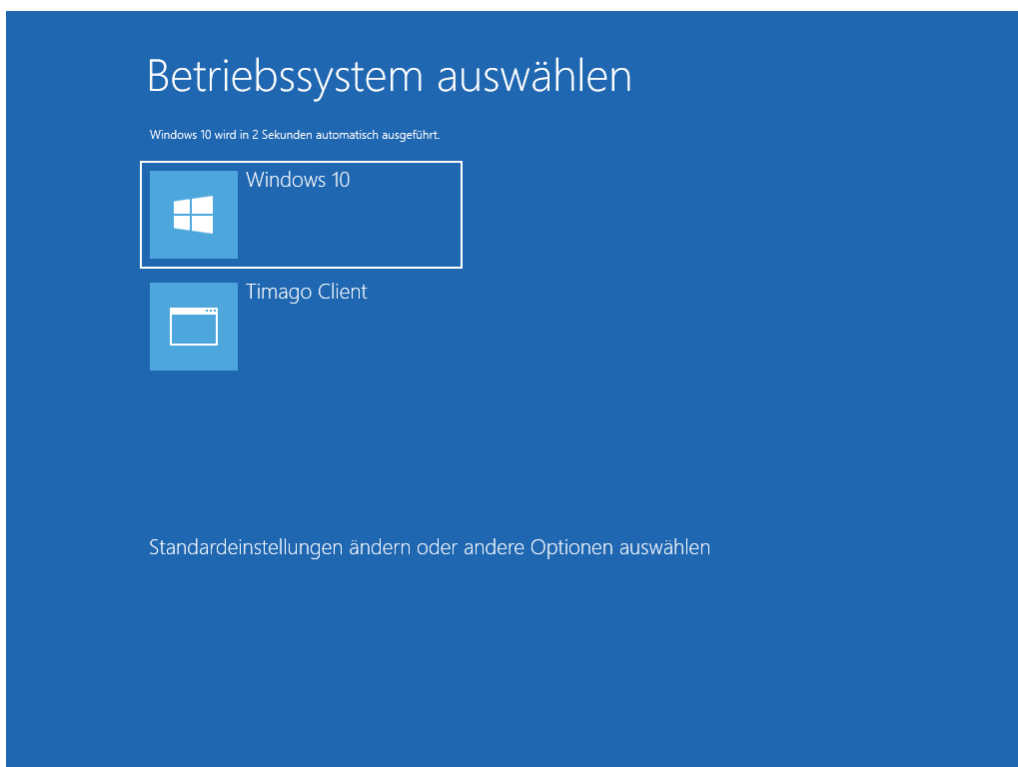 Betriebssystem auswählen
Windows 10 wird in 2 Sekunden automatisch ausgeführt.
Windows 10
Timago Client
Standardeinstellungen ändern oder andere Optionen auswählen